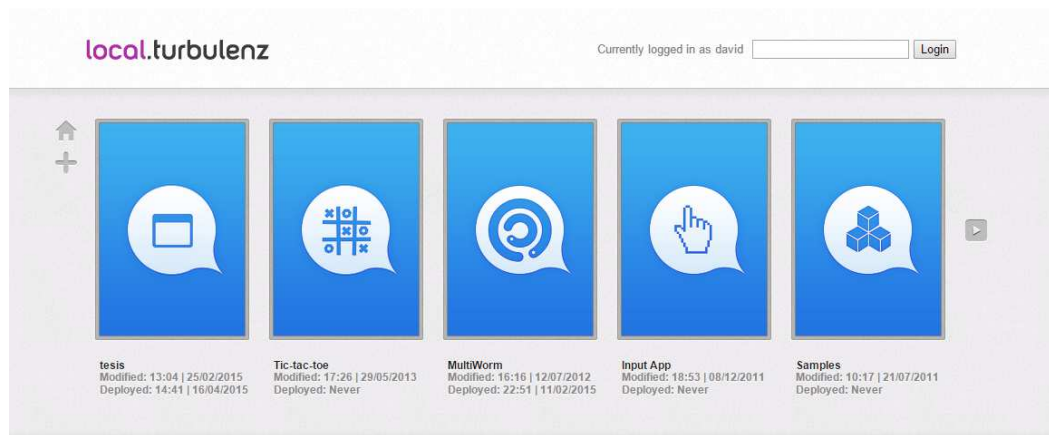 local.turbulenz
Currently logged in as david
Login
tesis
Modified: 13:04 | 25/02/2015
Deployed: 14:41 | 16/04/2015
Tic-tac-toe
Modified: 17:26 | 29/05/2013
Deployed: Never
MultiWorm
Modified: 16:16 | 12/07/2012
Deployed: 22:51 | 11/02/2015
Input App
Modified: 18:53 | 08/12/2011
Deployed: Never
Samples
Modified: 10:17 | 21/07/2011
Deployed: Never